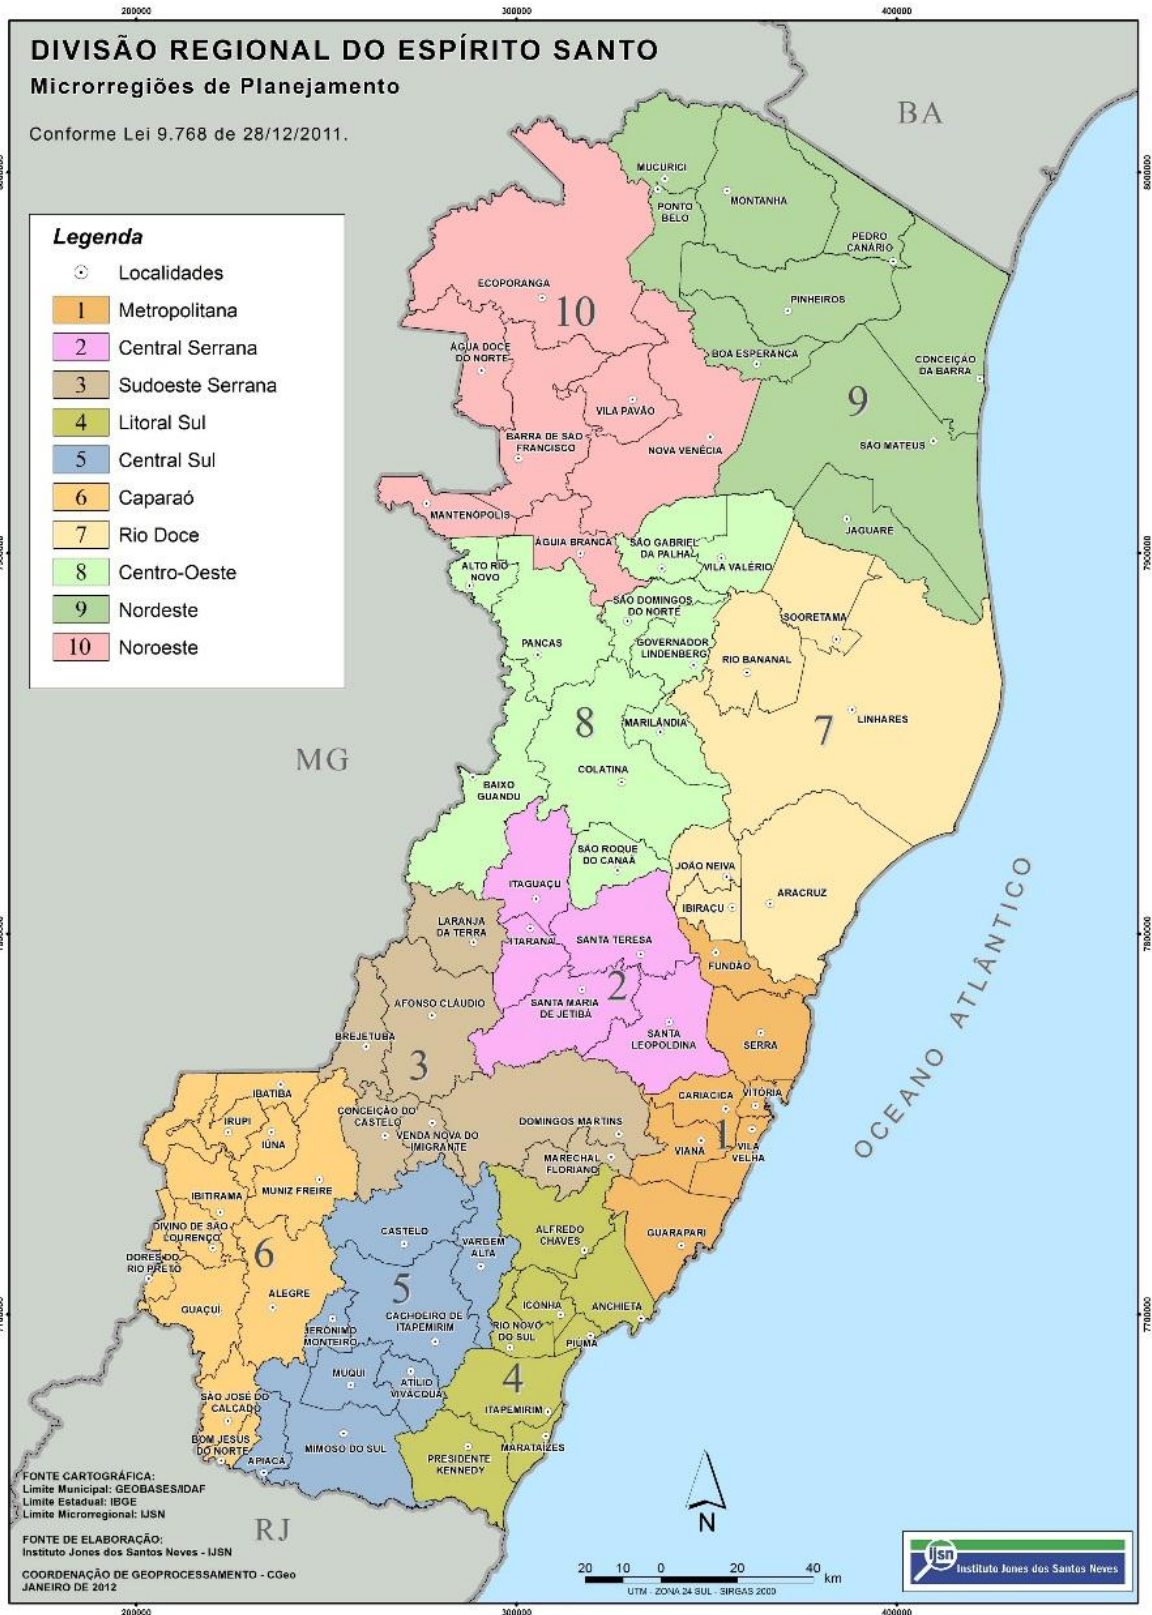 200000
300000
400000
DIVISÃO REGIONAL DO ESPÍRITO SANTO
Microrregiões de Planejamento
Conforme Lei 9.768 de 28/12/2011.
BA
Legenda
Localidades
1 Metropolitana
2 Central Serrana
3 Sudoeste Serrana
4 Litoral Sul
5 Central Sul
6 Caparaó
7 Rio Doce
8 Centro-Oeste
9 Nordeste
10 Noroeste
MUCURICI
PONTO
BELO
MONTANHA
PEDRO
CANÁRIO
ECOPORANGA
10
PINHEIROS
ÁGUA DOCE
DO NORTE
BOA ESPERANÇA
CONCEIÇÃO
DA BARRA
9
VILA PAVÃO
BARRA DE SÃO
FRANCISCO
NOVA VENÉCIA
SÃO MATEUS
MANTENÓPOLIS
JAGUARÉ
ÁGUIA BRANCA
SÃO GABRIEL
DA PALHA
VILA VALÉRIO
ALTO RIO
NOVO
SÃO DOMINGOS
DO NORTE
SOORETAMA
PANCAS
GOVERNADOR
LINDENBERG
RIO BANANAL
8
MARILÂNDIA
LINHARES
7
MG
COLATINA
BAIXO
GUANDU
SÃO ROQUE
DO CANAÃ
JOÃO NEIVA
ITAGUAÇU
ARACRUZ
IBIRAÇU
LARANJA
DA TERRA
ITARANA
SANTA TERESA
FUNDÃO
2
AFONSO CLÁUDIO
SANTA MARIA
DE JETIBÁ
SANTA
LEOPOLDINA
SERRA
BREJETUBA
3
OCEANO ATLÂNTICO
IBATIBA
CARIACICA
VITÓRIA
IRUPI
IÚNA
CONCEIÇÃO DO
CASTELO
VENDA NOVA DO
IMIGRANTE
DOMINGOS MARTINS
1
VIANA
VILA
VELHA
MARECHAL
FLORIANO
IBITIRAMA
MUNIZ FREIRE
DIVINO DE SÃO
LOURENÇO
CASTELO
VARGEM
ALTA
ALFREDO
CHAVES
GUARAPARI
DORES DO
RIO PRETO
6
5
GUAÇUÍ
ALEGRE
ICONHA
ANCHIETA
CACHOEIRO DE
ITAPEMIRIM
RIO NOVO
DO SUL
PIÚMA
JERÔNIMO
MONTEIRO
MUQUI
ATÍLIO
VIVÁCQUA
4
SÃO JOSÉ DO
CALÇADO
ITAPEMIRIM
BOM JESUS
DO NORTE
MIMOSO DO SUL
MARATAÍZES
APIACÁ
PRESIDENTE
KENNEDY
FONTE CARTOGRÁFICA:
Limite Municipal: GEOBASES/IDAF
Limite Estadual: IBGE
Limite Microrregional: IJSN
RJ
FONTE DE ELABORAÇÃO:
Instituto Jones dos Santos Neves - IJSN
COORDENAÇÃO DE GEOPROCESSAMENTO - CGeo
JANEIRO DE 2012
N
20 10 0 20 40
km
UTM - ZONA 24 SUL - SIRGAS 2000
ijsn
Instituto Jones dos Santos Neves
200000
300000
400000
7900000
7800000
7700000